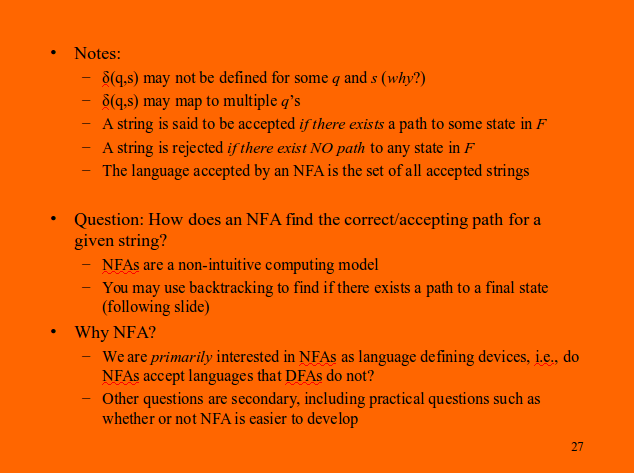 • Notes:
– δ(q,s) may not be defined for some q and s (why?)
– δ(q,s) may map to multiple q’s
– A string is said to be accepted if there exists a path to some state in F
– A string is rejected if there exist NO path to any state in F
– The language accepted by an NFA is the set of all accepted strings
• Question: How does an NFA find the correct/accepting path for a
given string?
– NFAs are a non-intuitive computing model
– You may use backtracking to find if there exists a path to a final state
(following slide)
• Why NFA?
– We are primarily interested in NFAs as language defining devices, i.e., do
NFAs accept languages that DFAs do not?
– Other questions are secondary, including practical questions such as
whether or not NFA is easier to develop
27